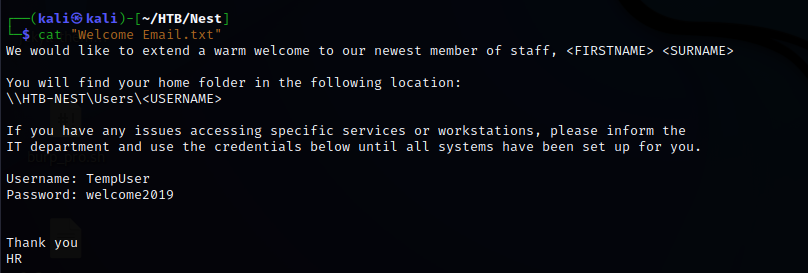 ┌──(kali㉿kali)-[~/HTB/Nest]
└─$ cat "Welcome Email.txt"
We would like to extend a warm welcome to our newest member of staff, <FIRSTNAME> <SURNAME>
You will find your home folder in the following location:
\\HTB-NEST\Users\<USERNAME>
If you have any issues accessing specific services or workstations, please inform the
IT department and use the credentials below until all systems have been set up for you.
Username: TempUser
Password: welcome2019
Thank you
HR